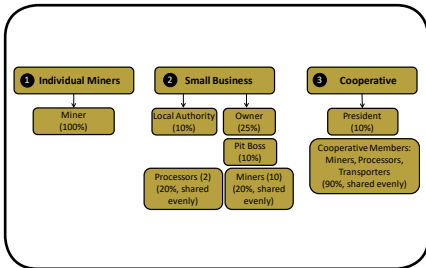 1 Individual Miners
Miner
(100%)
2 Small Business
Local Authority
(10%)
Owner
(25%)
Pit Boss
(10%)
Processors (2)
(20%, shared
evenly)
Miners (10)
(20%, shared
evenly)
3 Cooperative
President
(10%)
Cooperative Members:
Miners, Processors,
Transporters
(90%, shared evenly)